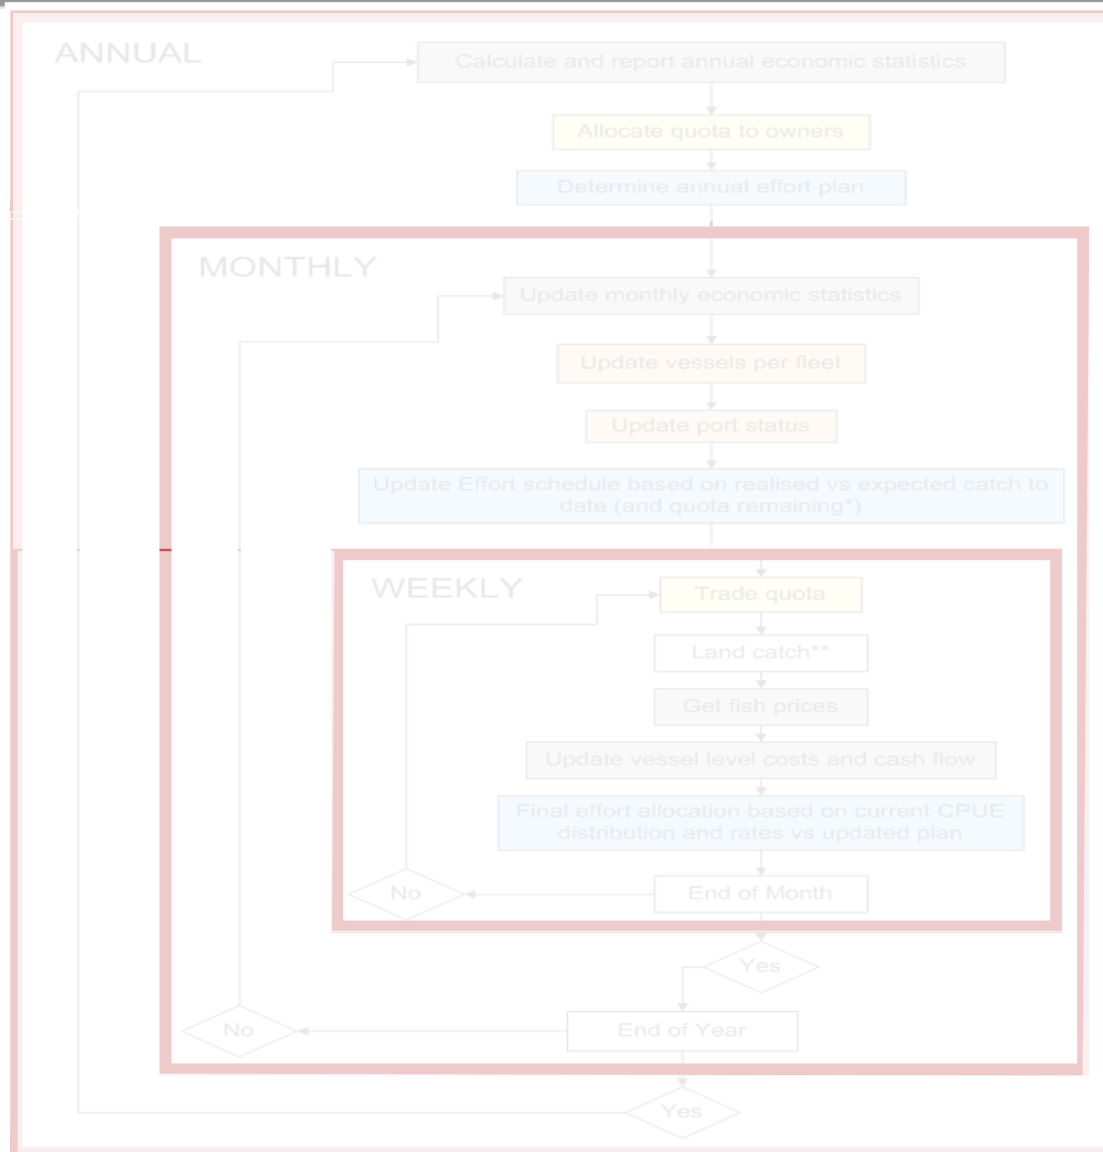 ANNUAL
Calculate and report annual economic statistics
Allocate quota to owners
Determine annual effort plan
MONTHLY
Update monthly economic statistics
Update vessels per fleet
Update port status
Update Effort schedule based on realised vs expected catch to
date (and quota remaining*)
WEEKLY
Trade quota
Land catch**
Get fish prices
Update vessel level costs and cash flow
Final effort allocation based on current CPUE
distribution and rates vs updated plan
No
End of Month
Yes
No
End of Year
Yes